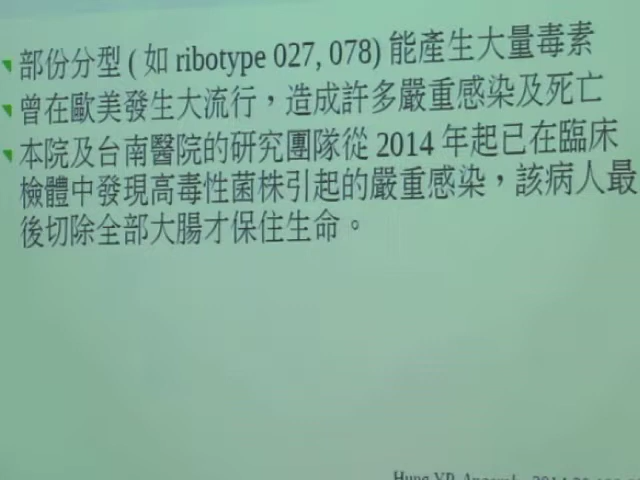 部份分型 ( 如 ribotype 027, 078) 能產生大量毒素
曾在歐美發生大流行，造成許多嚴重感染及死亡
本院及台南醫院的研究團隊從 2014 年起已在臨床
檢體中發現高毒性菌株引起的嚴重感染，該病人最
後切除全部大腸才保住生命。
Hung YP,